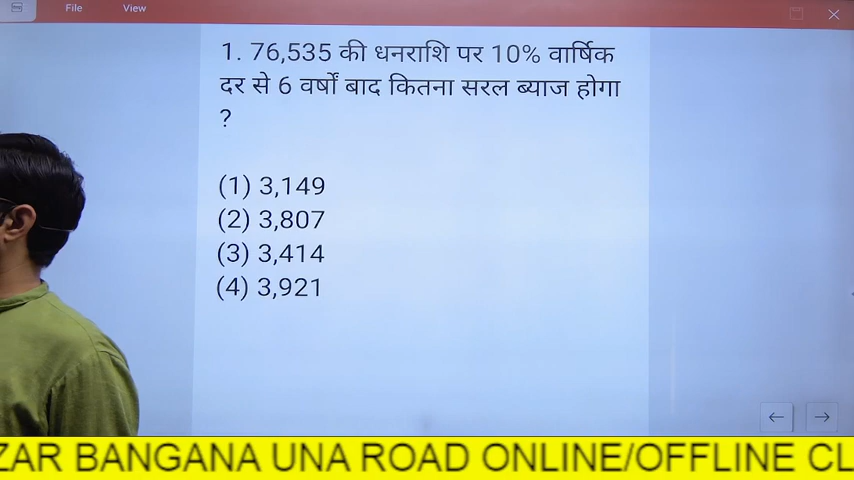 File
View
1. 76,535 की धनराशि पर 10% वार्षिक
दर से 6 वर्षों बाद कितना सरल ब्याज होगा
?
(1) 3,149
(2) 3,807
(3) 3,414
(4) 3,921
ZAR BANGANA UNA ROAD ONLINE/OFFLINE CL